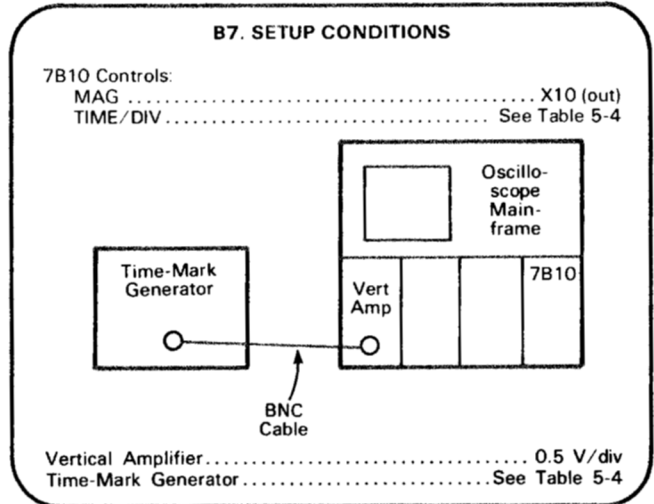 B7. SETUP CONDITIONS
7B10 Controls:
MAG ............................................. X10 (out)
TIME/DIV ................................... See Table 5-4
Oscillo-
scope
Main-
frame
Time-Mark
Generator
Vert
Amp
7B10
BNC
Cable
Vertical Amplifier ................................... 0.5 V/div
Time-Mark Generator ........................... See Table 5-4